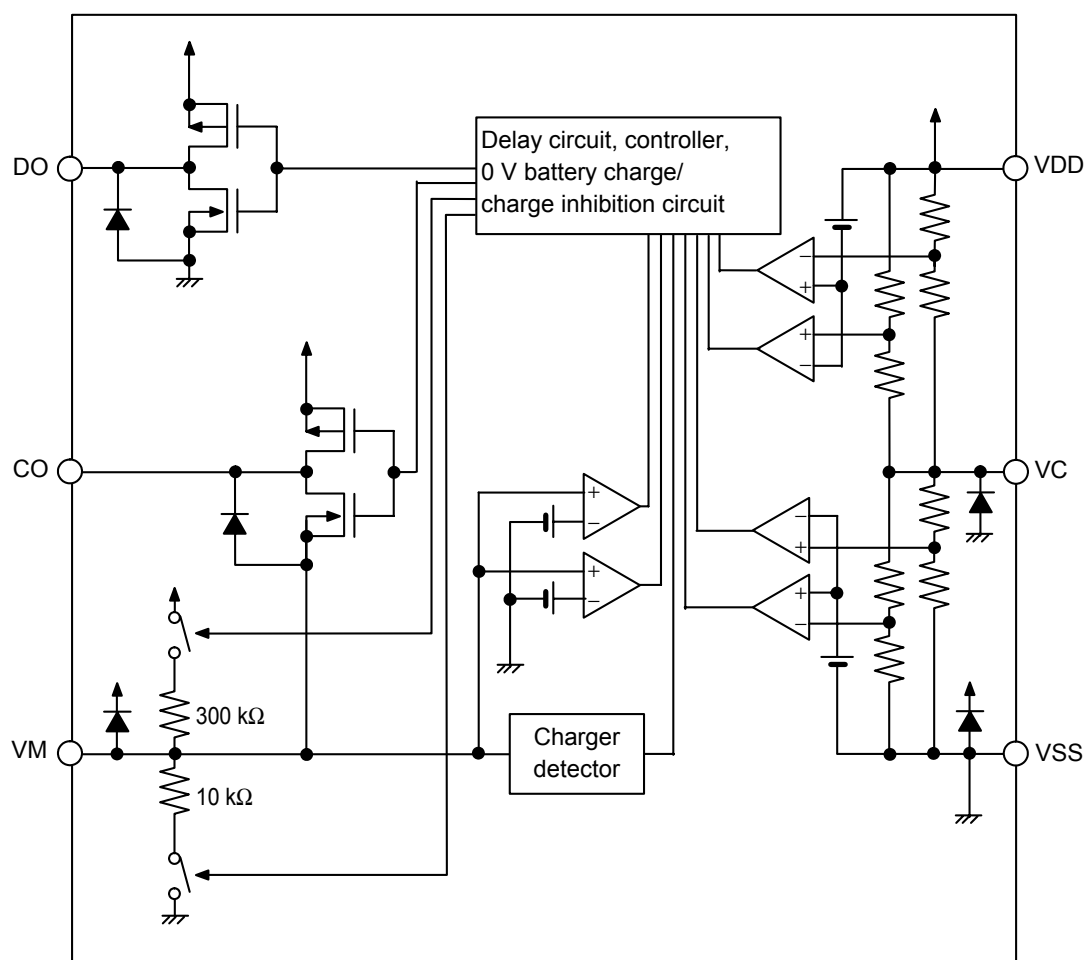 Delay circuit, controller,
0 V battery charge/
charge inhibition circuit
DO
VDD
−
+
+
−
CO
VC
+
−
−
+
+
−
+
−
300 kΩ
VM
Charger
detector
VSS
10 kΩ